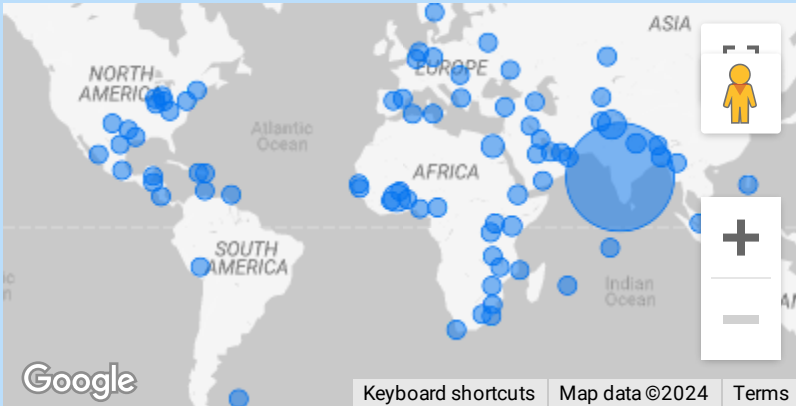 ASIA
NORTH
AMERICA
EUROPE
Atlantic
Ocean
AFRICA
SOUTH
AMERICA
Indian
Ocean
Google
Keyboard shortcuts
Map data ©2024
Terms